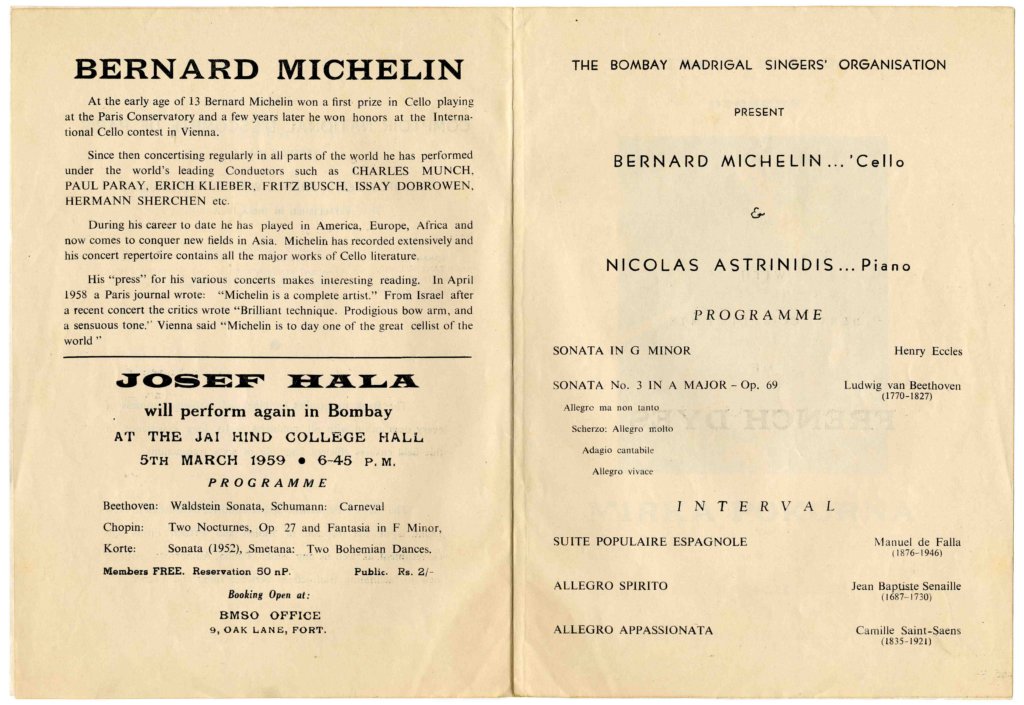 BERNARD MICHELIN
At the early age of 13 Bernard Michelin won a first prize in Cello playing
at the Paris Conservatory and a few years later he won honors at the Interna-
tional Cello contest in Vienna.
Since then concertising regularly in all parts of the world he has performed
under the world's leading Conductors such as CHARLES MUNCH,
PAUL PARAY, ERICH KLIEBER, FRITZ BUSCH, ISSAY DOBROWEN,
HERMANN SHERCHEN etc.
During his career to date he has played in America, Europe, Africa and
now comes to conquer new fields in Asia. Michelin has recorded extensively and
his concert repertoire contains all the major works of Cello literature.
His "press" for his various concerts makes interesting reading. In April
1958 a Paris journal wrote: "Michelin is a complete artist." From Israel after
a recent concert the critics wrote "Brilliant technique. Prodigious bow arm, and
a sensuous tone." Vienna said "Michelin is to day one of the great cellist of the
world "
JOSEF HALA
will perform again in Bombay
AT THE JAI HIND COLLEGE HALL
5TH MARCH 1959 • 6-45 P. M.
PROGRAMME
Beethoven: Waldstein Sonata, Schumann: Carneval
Chopin: Two Nocturnes, Op 27 and Fantasia in F Minor,
Korte: Sonata (1952), Smetana: Two Bohemian Dances.
Members FREE. Reservation 50 nP. Public. Rs. 2/-
Booking Open at:
BMSO OFFICE
9, OAK LANE, FORT.
THE BOMBAY MADRIGAL SINGERS' ORGANISATION
PRESENT
BERNARD MICHELIN ... 'Cello
&
NICOLAS ASTRINIDIS ... Piano
PROGRAMME
SONATA IN G MINOR Henry Eccles
SONATA No. 3 IN A MAJOR – Op. 69 Ludwig van Beethoven
(1770-1827)
Allegro ma non tanto
Scherzo: Allegro molto
Adagio cantabile
Allegro vivace
INTERVAL
SUITE POPULAIRE ESPAGNOLE Manuel de Falla
(1876-1946)
ALLEGRO SPIRITO Jean Baptiste Senaille
(1687-1730)
ALLEGRO APPASSIONATA Camille Saint-Saens
(1835-1921)